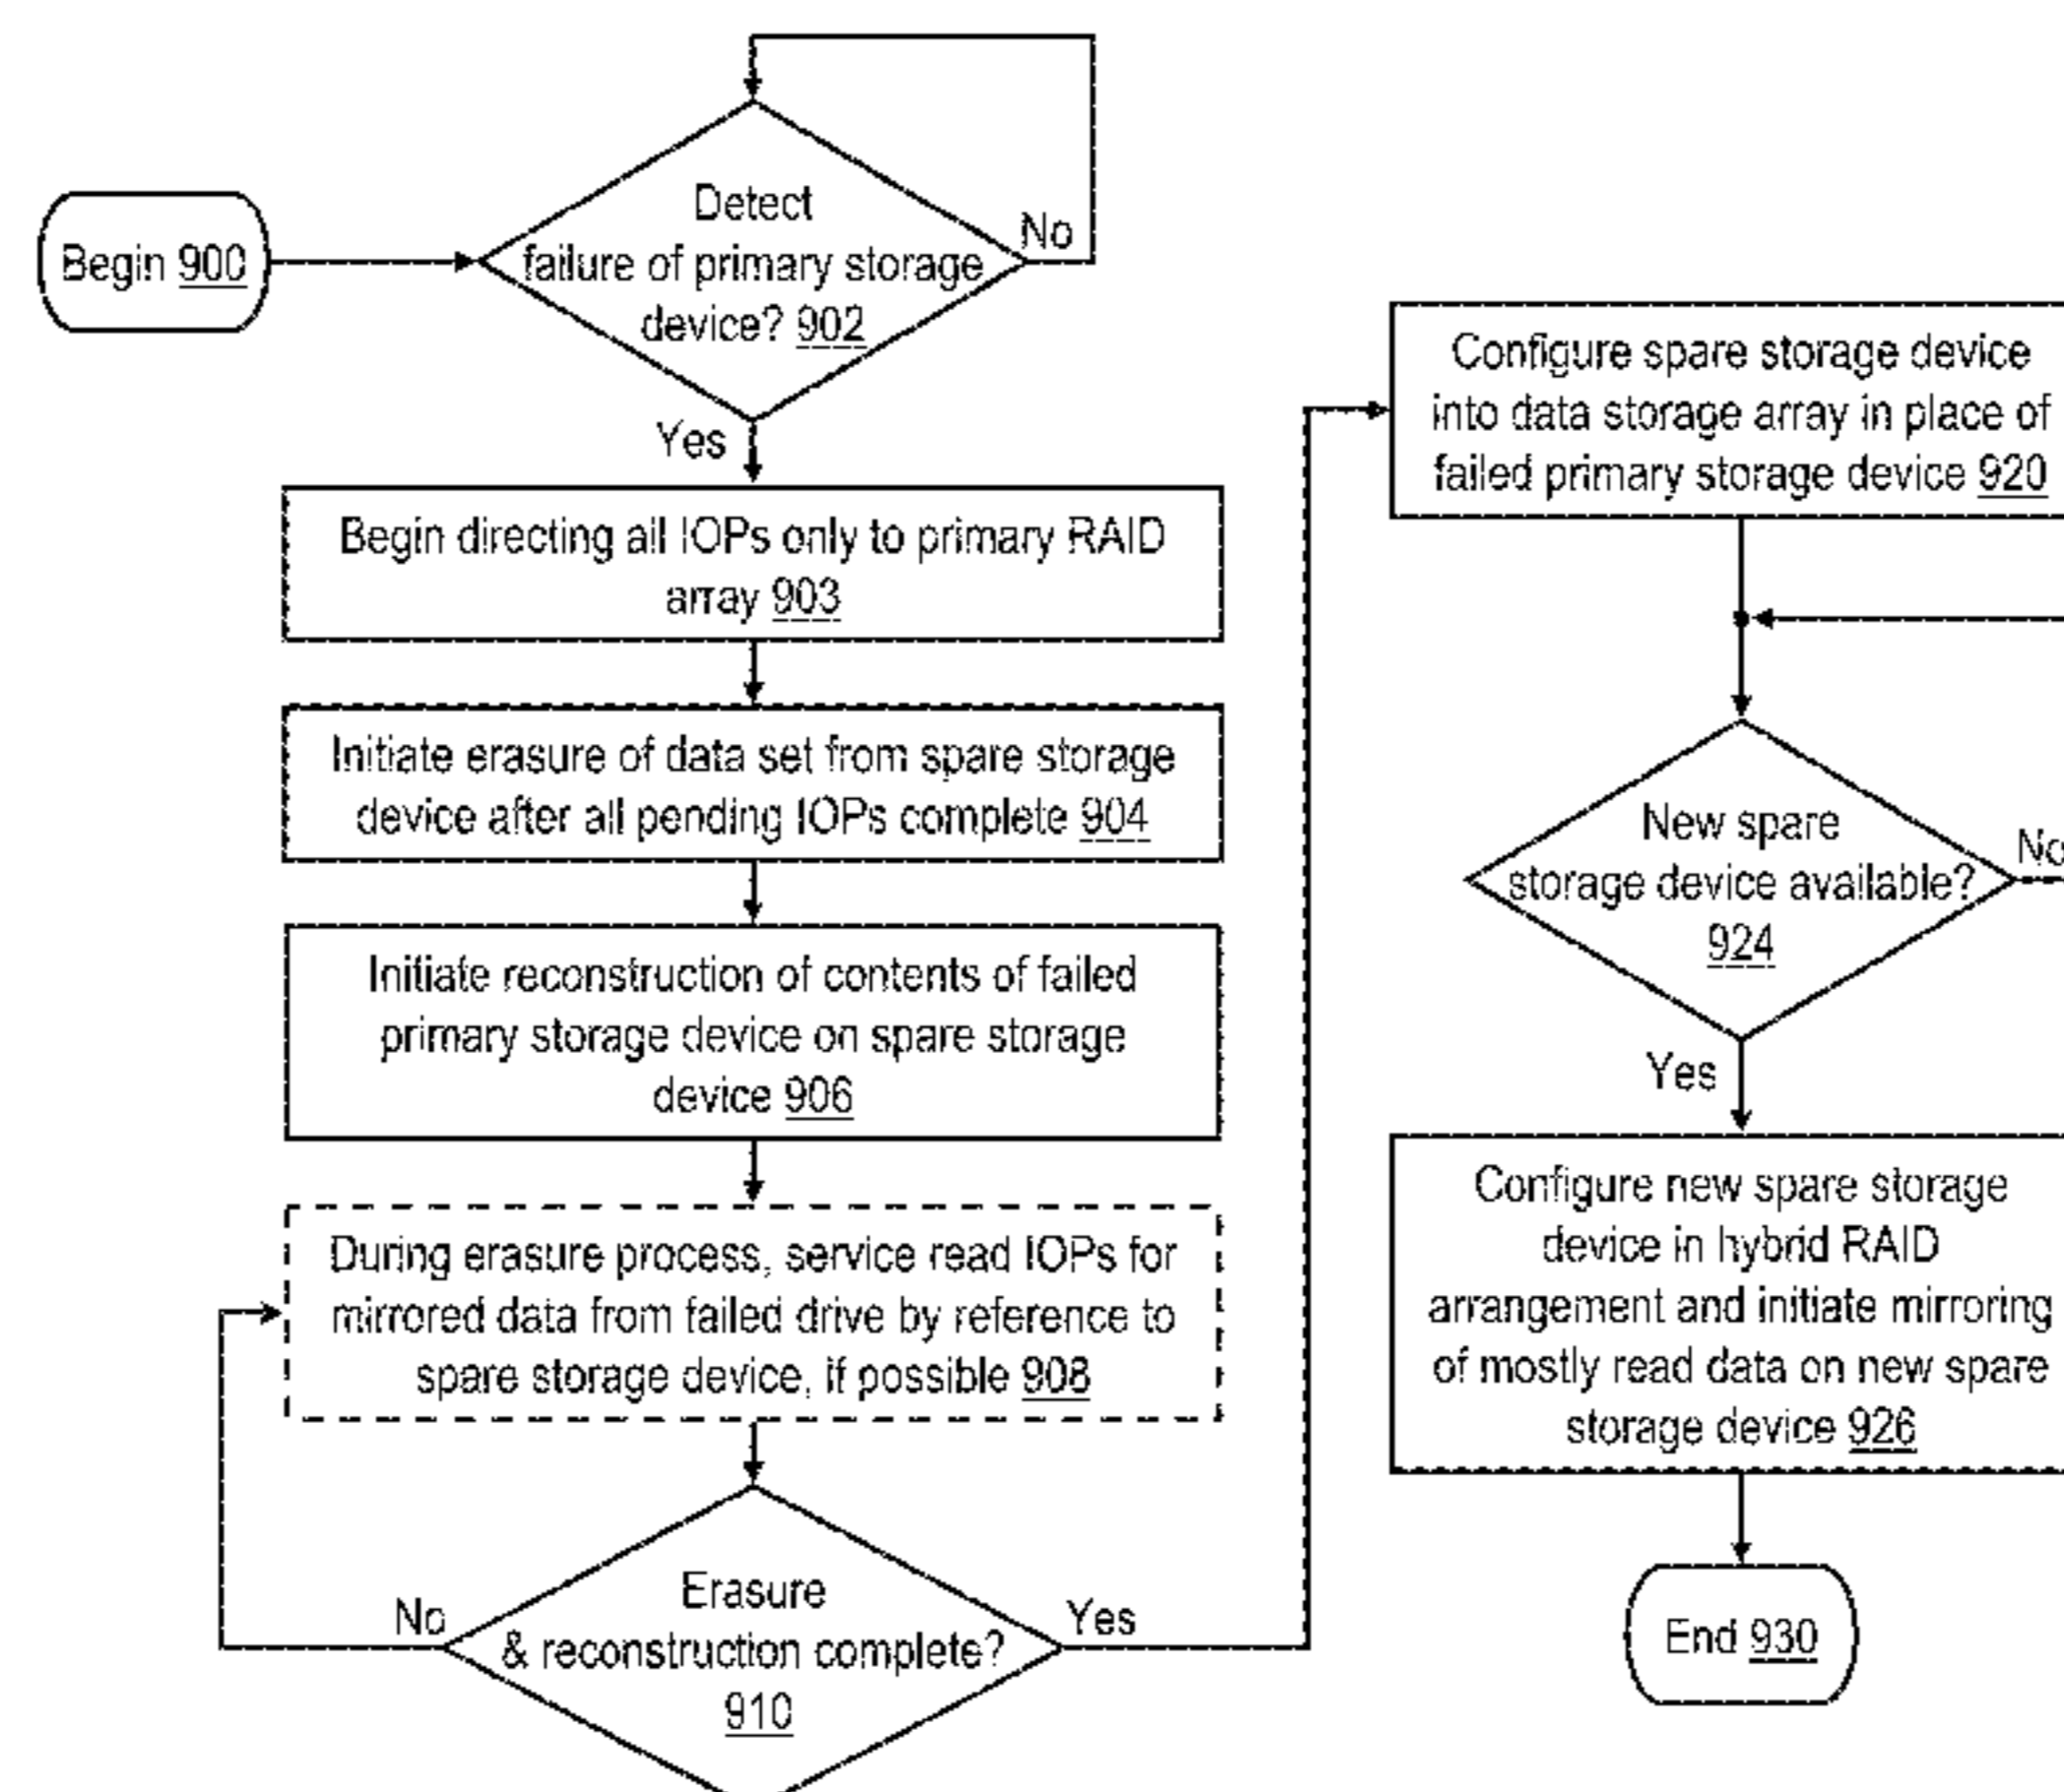 Begin 900
Detect
failure of primary storage
device? 902
No
Yes
Begin directing all IOPs only to primary RAID
array 903
Initiate erasure of data set from spare storage
device after all pending IOPs complete 904
Initiate reconstruction of contents of failed
primary storage device on spare storage
device 906
During erasure process, service read IOPs for
mirrored data from failed drive by reference to
spare storage device, if possible 908
Erasure
& reconstruction complete?
910
No
Yes
Configure spare storage device
into data storage array in place of
failed primary storage device 920
New spare
storage device available?
924
No
Yes
Configure new spare storage
device in hybrid RAID
arrangement and initiate mirroring
of mostly read data on new spare
storage device 926
End 930